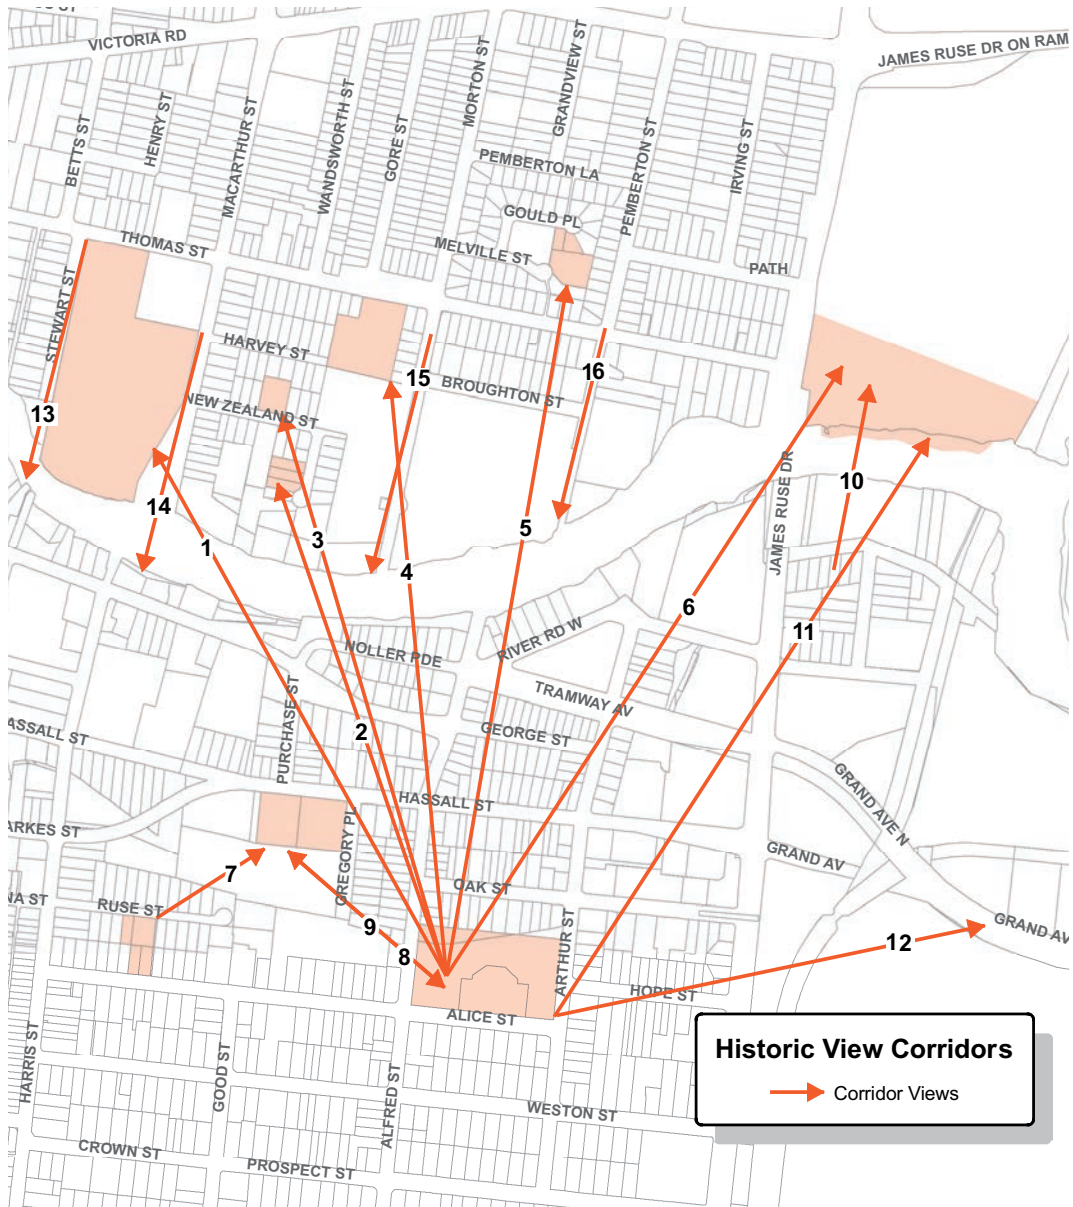 VICTORIA RD
JAMES RUSE DR ON RAM
BETTS ST
HENRY ST
MACARTHUR ST
WANDSWORTH ST
GORE ST
MORTON ST
GRANDVIEW ST
PEMBERTON LA
PEMBERTON ST
IRVING ST
GOULD PL
MELVILLE ST
THOMAS ST
PATH
STEWART ST
HARVEY ST
NEW ZEALAND ST
BROUGHTON ST
13
15
16
14
1
3
4
5
10
JAMES RUSE DR
6
11
NOLLER PDE
RIVER RD W
TRAMWAY AV
2
GEORGE ST
PURCHASE ST
ASSALL ST
HASSALL ST
GRAND AVE N
ARKES ST
GREGORY PL
GRAND AV
7
OAK ST
NA ST
RUSE ST
9
8
ARTHUR ST
12
GRAND AV
HOPE ST
ALICE ST
HARRIS ST
GOOD ST
ALFRED ST
WESTON ST
CROWN ST
PROSPECT ST
Historic View Corridors
Corridor Views